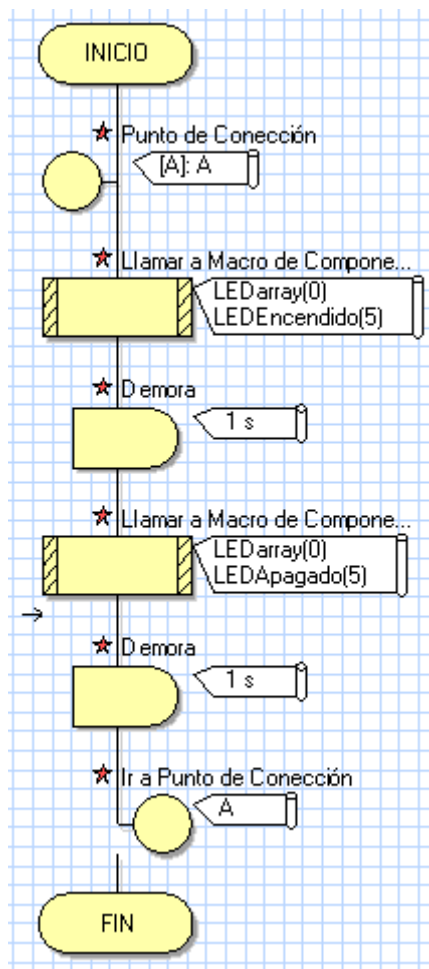 INICIO
Punto de Conección
[A]: A
Llamar a Macro de Compone...
LEDarray(0)
LEDEncendido(5)
Demora
1 s
Llamar a Macro de Compone...
LEDarray(0)
LEDApagado(5)
Demora
1 s
Ir a Punto de Conección
A
FIN